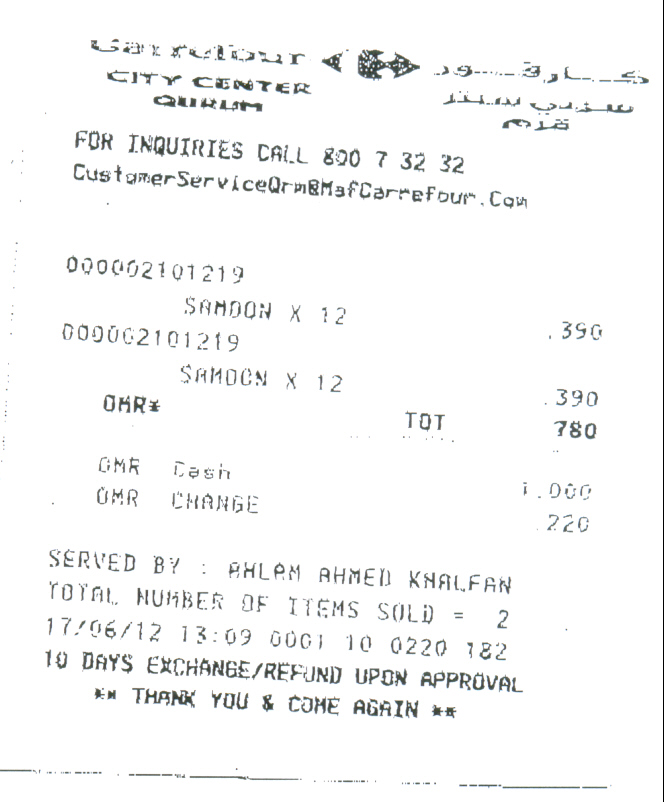 Carrefour كارفور
CITY CENTER سيتي سنتر
QURUM قرم
FOR INQUIRIES CALL 800 7 32 32
CustomerServiceQrm@MafCarrefour.Com
000002101219
SAMOON X 12 .390
000002101219
SAMOON X 12 .390
OMR* TOT 780
OMR Cash 1.000
OMR CHANGE .220
SERVED BY : AHLAM AHMED KHALFAN
TOTAL NUMBER OF ITEMS SOLD = 2
17/06/12 13:09 0001 10 0220 182
10 DAYS EXCHANGE/REFUND UPON APPROVAL
** THANK YOU & COME AGAIN **